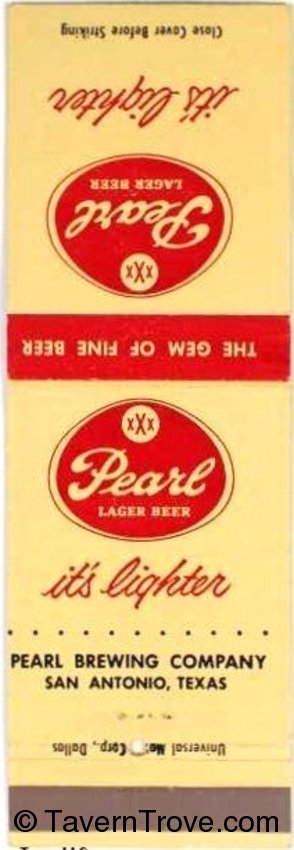 Close Cover Before Striking
it's lighter
Pearl
LAGER BEER
XXX
THE GEM OF FINE BEER
XXX
Pearl
LAGER BEER
it's lighter
PEARL BREWING COMPANY
SAN ANTONIO, TEXAS
Universal Match Corp., Dallas
© TavernTrove.com